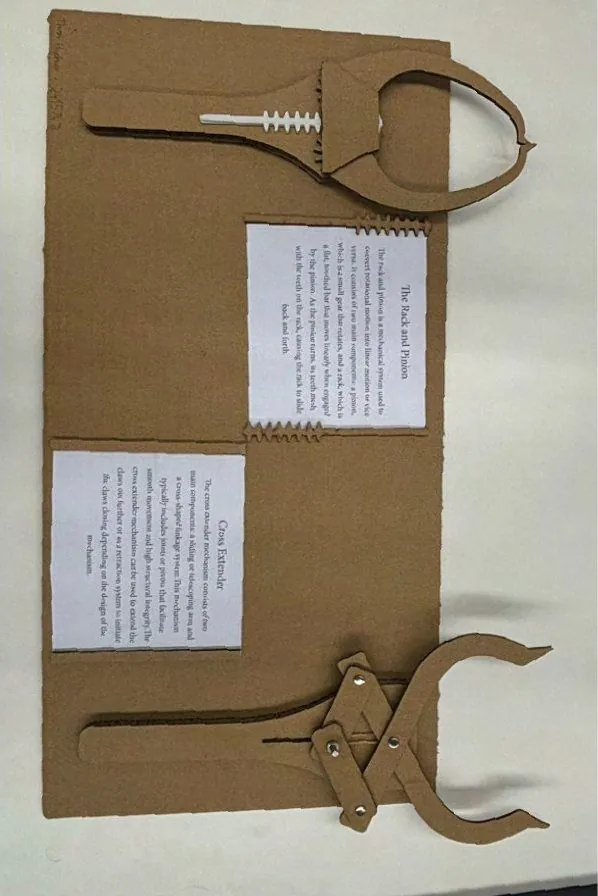 The Rack and Pinion
The rack and pinion is a mechanical system used to
convert rotational motion into linear motion or vice
versa. It consists of two main components: a pinion,
which is a small gear that rotates, and a rack, which is
a flat, toothed bar that moves linearly when engaged
by the pinion. As the pinion turns, its teeth mesh
with the teeth on the rack, causing the rack to slide
back and forth.
Cross Extender
The cross extender mechanism consists of two
main components: a sliding or telescoping arm and
a cross-shaped linkage system. This mechanism
typically includes joints or pivots that facilitate
smooth movement and high structural integrity. The
cross extender mechanism can be used to extend the
claws out further or as a retraction system to initiate
the claws closing depending on the design of the
mechanism.